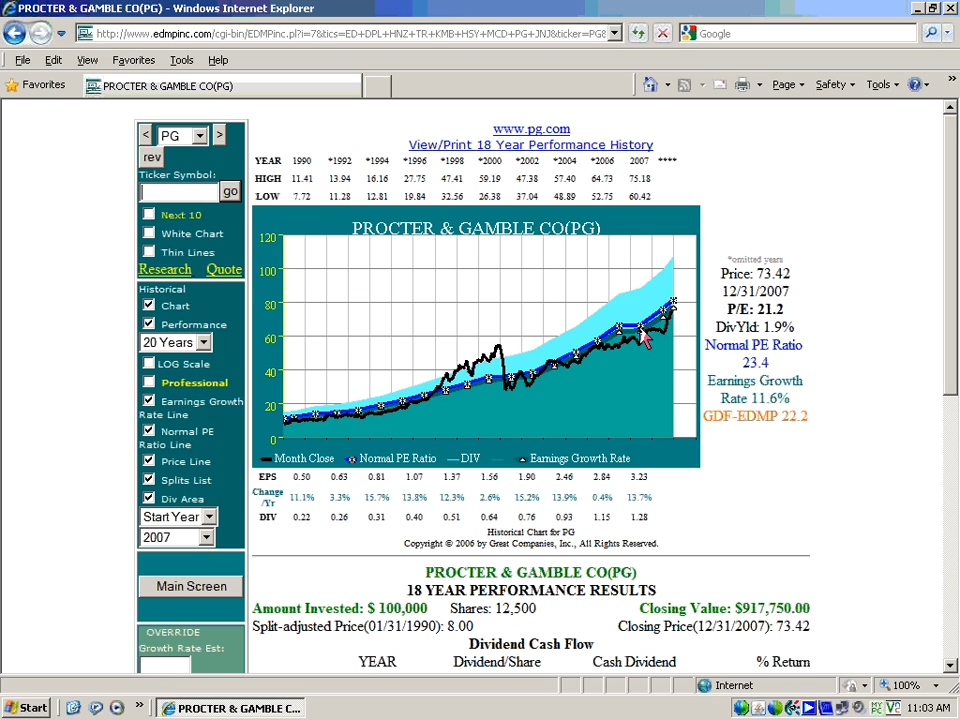 PROCTER & GAMBLE CO(PG) - Windows Internet Explorer
http://www.edmpinc.com/cgi-bin/EDMPinc.pl?i=7&tics=ED+DPL+HNZ+TR+KMB+HSY+MCD+PG+JNJ&ticker=PG&
Google
File Edit View Favorites Tools Help
Favorites PROCTER & GAMBLE CO(PG) Page Safety Tools
< PG >
rev
Ticker Symbol:
go
Next 10
White Chart
Thin Lines
Research Quote
Historical
Chart
Performance
20 Years
LOG Scale
Professional
Earnings Growth
Rate Line
Normal PE
Ratio Line
Price Line
Splits List
Div Area
Start Year
2007
Main Screen
OVERRIDE
Growth Rate Est:
www.pg.com
View/Print 18 Year Performance History
YEAR 1990 *1992 *1994 *1996 *1998 *2000 *2002 *2004 *2006 2007 ****
HIGH 11.41 13.94 16.16 27.75 47.41 59.19 47.38 57.40 64.73 75.18
LOW 7.72 11.28 12.81 19.84 32.56 26.38 37.04 48.89 52.75 60.42
PROCTER & GAMBLE CO(PG)
120
100
80
60
40
20
0
Month Close Normal PE Ratio DIV Earnings Growth Rate
EPS 0.50 0.63 0.81 1.07 1.37 1.56 1.90 2.46 2.84 3.23
Change
/Yr 11.1% 3.3% 15.7% 13.8% 12.3% 2.6% 15.2% 13.9% 0.4% 13.7%
DIV 0.22 0.26 0.31 0.40 0.51 0.64 0.76 0.93 1.15 1.28
Historical Chart for PG
Copyright © 2006 by Great Companies, Inc., All Rights Reserved.
*omitted years
Price: 73.42
12/31/2007
P/E: 21.2
DivYld: 1.9%
Normal PE Ratio
23.4
Earnings Growth
Rate 11.6%
GDF-EDMP 22.2
PROCTER & GAMBLE CO(PG)
18 YEAR PERFORMANCE RESULTS
Amount Invested: $ 100,000 Shares: 12,500 Closing Value: $917,750.00
Split-adjusted Price(01/31/1990): 8.00 Closing Price(12/31/2007): 73.42
Dividend Cash Flow
YEAR Dividend/Share Cash Dividend % Return
Internet 100%
Start PROCTER & GAMBLE C... 11:03 AM